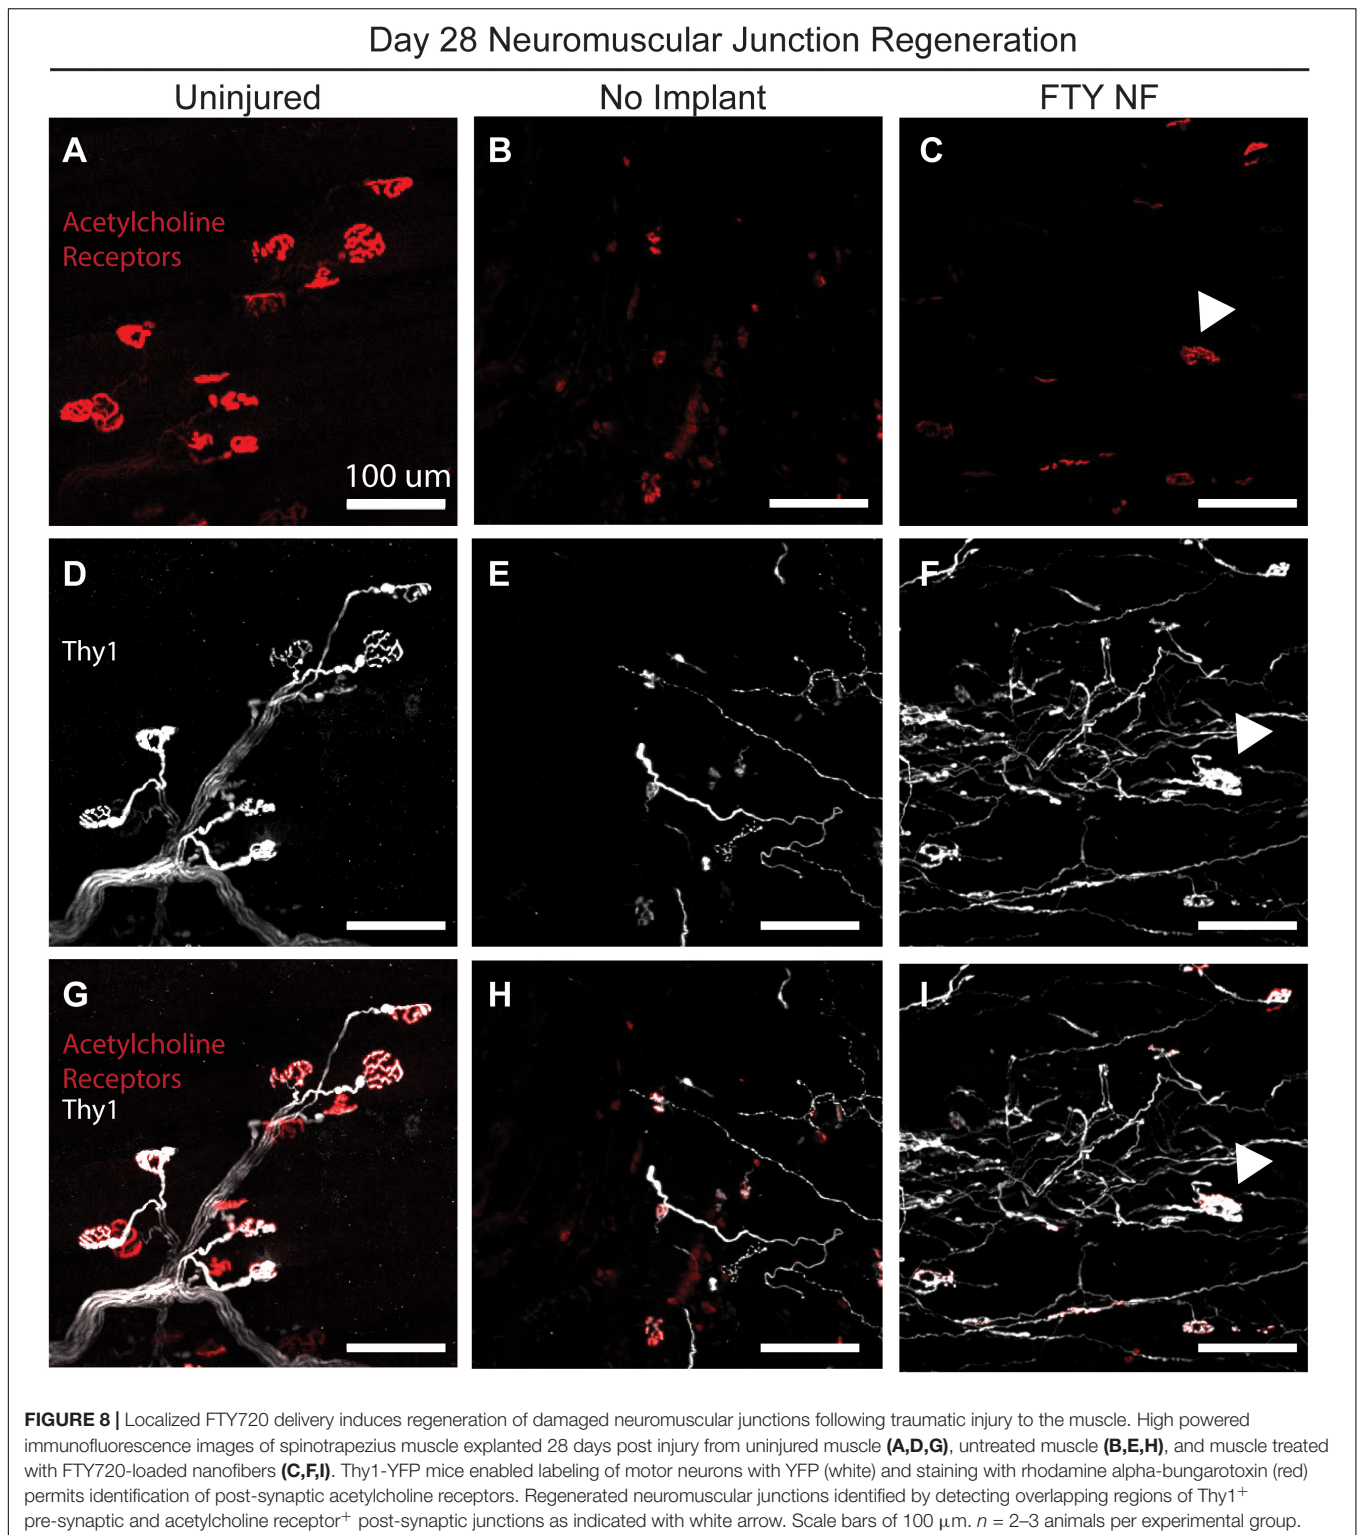 Day 28 Neuromuscular Junction Regeneration
Uninjured No Implant FTY NF
A B C
Acetylcholine
Receptors
100 um
D E F
Thy1
G H I
Acetylcholine
Receptors
Thy1
FIGURE 8 | Localized FTY720 delivery induces regeneration of damaged neuromuscular junctions following traumatic injury to the muscle. High powered
immunofluorescence images of spinotrapezius muscle explanted 28 days post injury from uninjured muscle (A,D,G), untreated muscle (B,E,H), and muscle treated
with FTY720-loaded nanofibers (C,F,I). Thy1-YFP mice enabled labeling of motor neurons with YFP (white) and staining with rhodamine alpha-bungarotoxin (red)
permits identification of post-synaptic acetylcholine receptors. Regenerated neuromuscular junctions identified by detecting overlapping regions of Thy1+
pre-synaptic and acetylcholine receptor+ post-synaptic junctions as indicated with white arrow. Scale bars of 100 μm. n = 2–3 animals per experimental group.